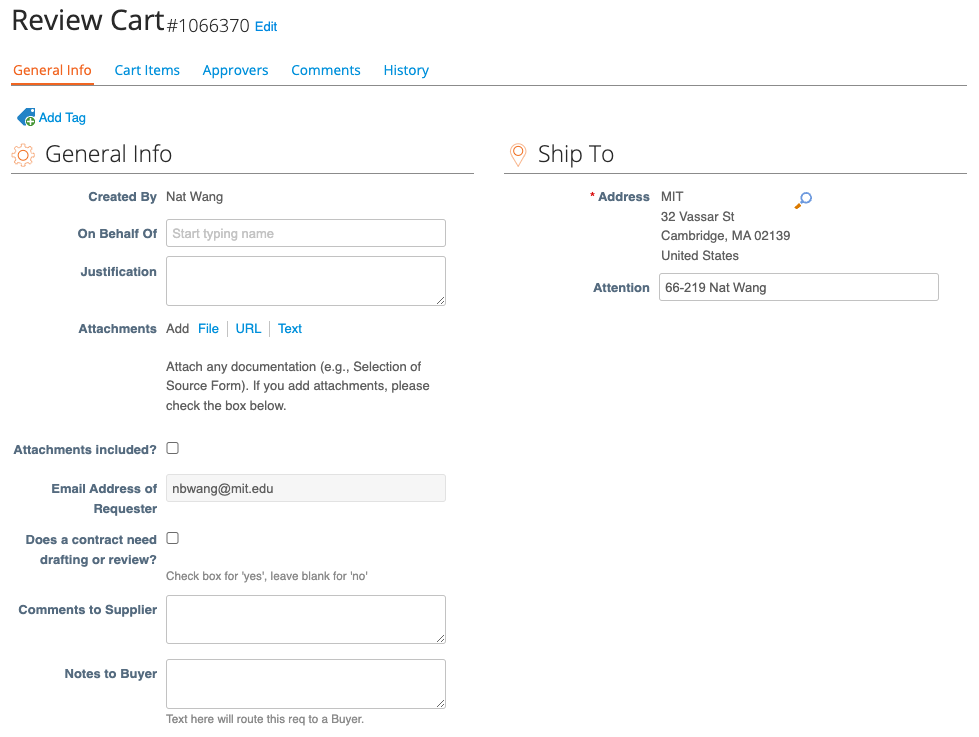 Review Cart #1066370 Edit
General Info Cart Items Approvers Comments History
Add Tag
General Info
Created By Nat Wang
On Behalf Of Start typing name
Justification
Attachments Add File URL Text
Attach any documentation (e.g., Selection of
Source Form). If you add attachments, please
check the box below.
Attachments included?
Email Address of
Requester
nbwang@mit.edu
Does a contract need
drafting or review?
Check box for 'yes', leave blank for 'no'
Comments to Supplier
Notes to Buyer
Text here will route this req to a Buyer.
Ship To
* Address MIT
32 Vassar St
Cambridge, MA 02139
United States
Attention 66-219 Nat Wang